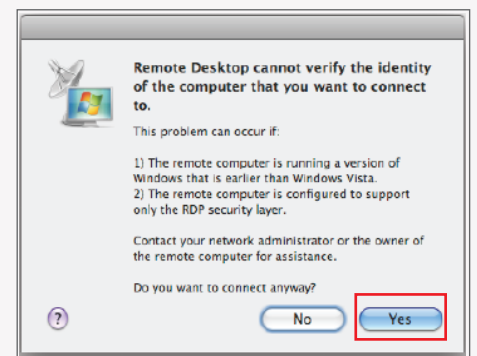 Remote Desktop cannot verify the identity
of the computer that you want to connect
to.
This problem can occur if:
1) The remote computer is running a version of
Windows that is earlier than Windows Vista.
2) The remote computer is configured to support
only the RDP security layer.
Contact your network administrator or the owner of
the remote computer for assistance.
Do you want to connect anyway?
? No Yes